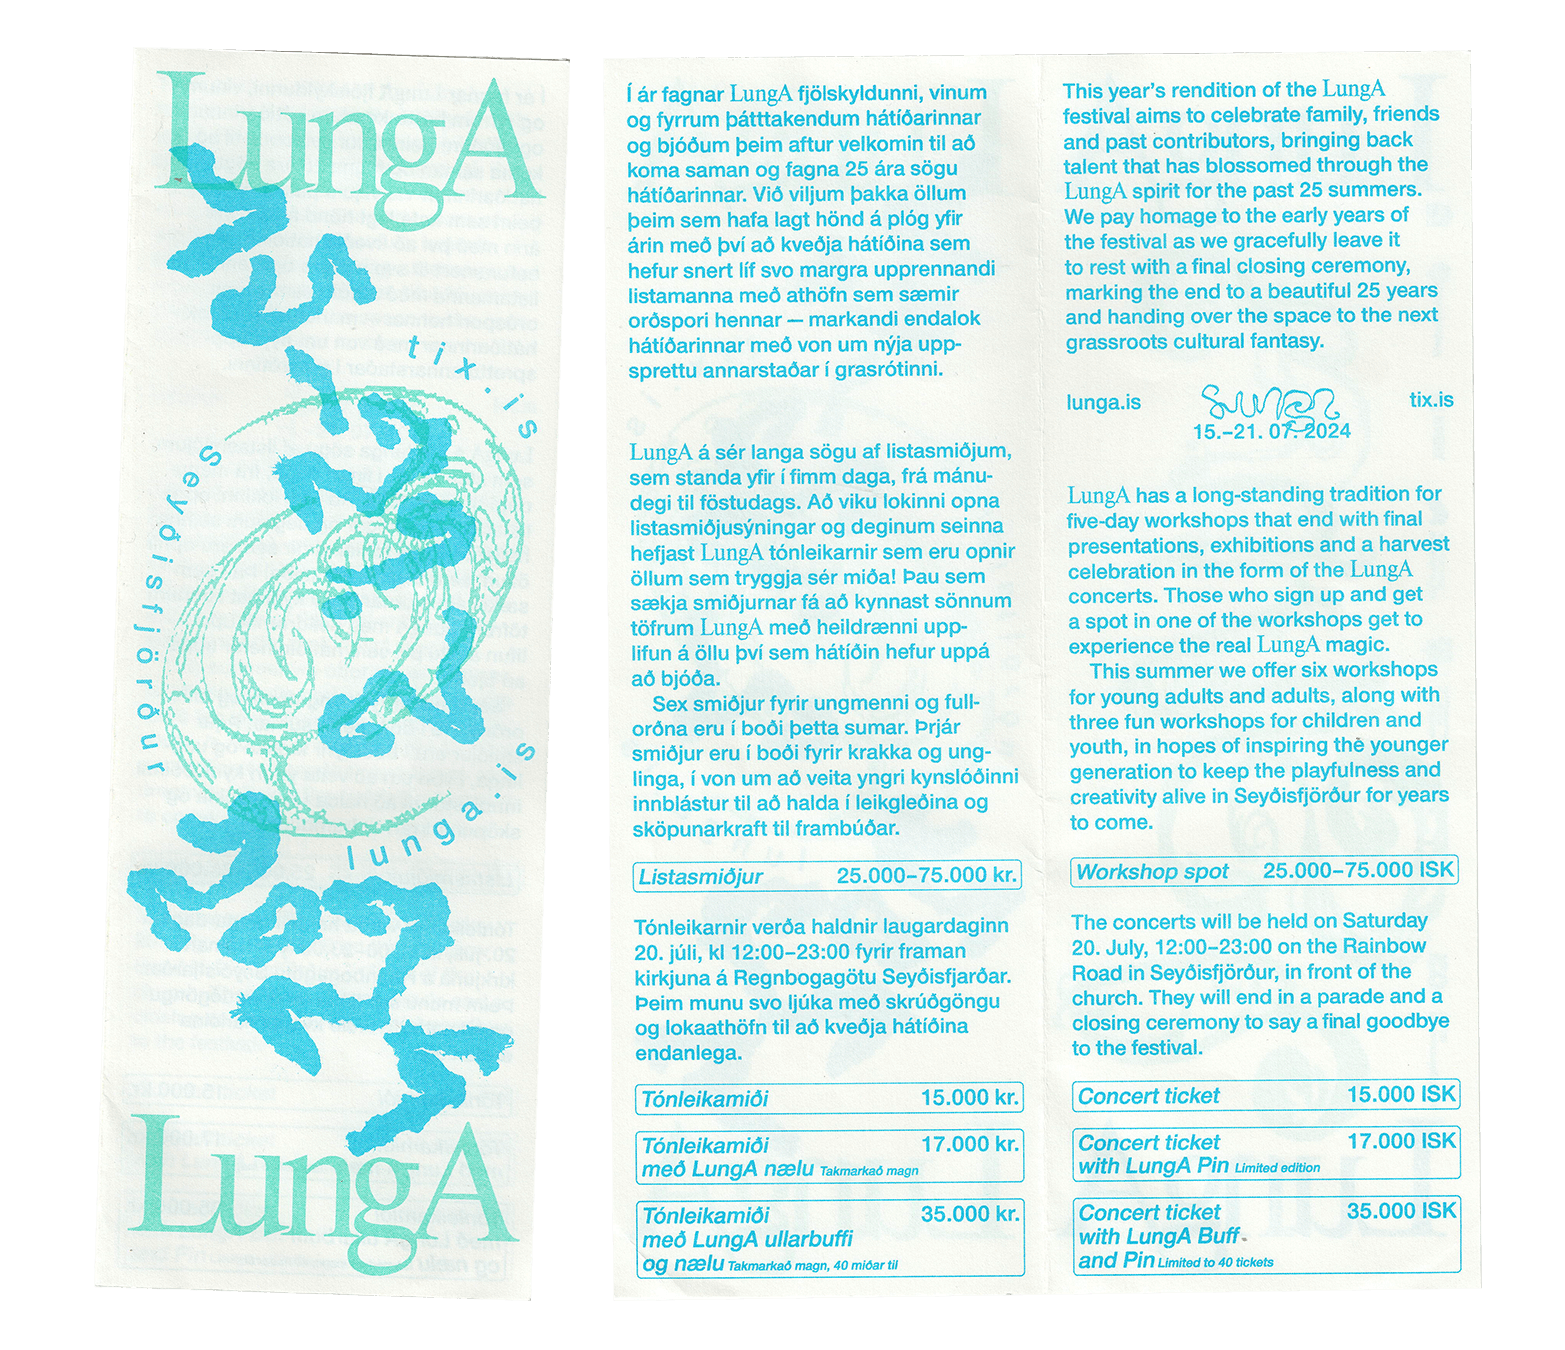 LungA
tix.is
Seyðisfjörður
lunga.is
LungA
Í ár fagnar LungA fjölskyldunni, vinum
og fyrrum þátttakendum hátíðarinnar
og bjóðum þeim aftur velkomin til að
koma saman og fagna 25 ára sögu
hátíðarinnar. Við viljum þakka öllum
þeim sem hafa lagt hönd á plóg yfir
árin með því að kveðja hátíðina sem
hefur snert líf svo margra upprennandi
listamanna með athöfn sem sæmir
orðspori hennar — markandi endalok
hátíðarinnar með von um nýja upp-
sprettu annarstaðar í grasrótinni.
LungA á sér langa sögu af listasmiðjum,
sem standa yfir í fimm daga, frá mánu-
degi til föstudags. Að viku lokinni opna
listasmiðjusýningar og deginum seinna
hefjast LungA tónleikarnir sem eru opnir
öllum sem tryggja sér miða! Þau sem
sækja smiðjurnar fá að kynnast sönnum
töfrum LungA með heildrænni upp-
lifun á öllu því sem hátíðin hefur uppá
að bjóða.
Sex smiðjur fyrir ungmenni og full-
orðna eru í boði þetta sumar. Þrjár
smiðjur eru í boði fyrir krakka og ung-
linga, í von um að veita yngri kynslóðinni
innblástur til að halda í leikgleðina og
sköpunarkraft til frambúðar.
Listasmiðjur 25.000–75.000 kr.
Tónleikarnir verða haldnir laugardaginn
20. júli, kl 12:00–23:00 fyrir framan
kirkjuna á Regnbogagötu Seyðisfjarðar.
Þeim munu svo ljúka með skrúðgöngu
og lokaathöfn til að kveðja hátíðina
endanlega.
Tónleikamiði 15.000 kr.
Tónleikamiði 17.000 kr.
með LungA nælu Takmarkað magn
Tónleikamiði 35.000 kr.
með LungA ullarbuffi
og nælu Takmarkað magn, 40 miðar til
This year's rendition of the LungA
festival aims to celebrate family, friends
and past contributors, bringing back
talent that has blossomed through the
LungA spirit for the past 25 summers.
We pay homage to the early years of
the festival as we gracefully leave it
to rest with a final closing ceremony,
marking the end to a beautiful 25 years
and handing over the space to the next
grassroots cultural fantasy.
lunga.is tix.is
15.–21. 07. 2024
LungA has a long-standing tradition for
five-day workshops that end with final
presentations, exhibitions and a harvest
celebration in the form of the LungA
concerts. Those who sign up and get
a spot in one of the workshops get to
experience the real LungA magic.
This summer we offer six workshops
for young adults and adults, along with
three fun workshops for children and
youth, in hopes of inspiring the younger
generation to keep the playfulness and
creativity alive in Seyðisfjörður for years
to come.
Workshop spot 25.000–75.000 ISK
The concerts will be held on Saturday
20. July, 12:00–23:00 on the Rainbow
Road in Seyðisfjörður, in front of the
church. They will end in a parade and a
closing ceremony to say a final goodbye
to the festival.
Concert ticket 15.000 ISK
Concert ticket 17.000 ISK
with LungA Pin Limited edition
Concert ticket 35.000 ISK
with LungA Buff
and Pin Limited to 40 tickets